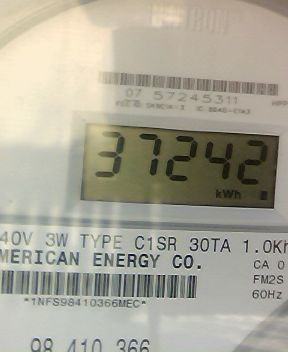 07 57245311
37242
kWh
40V 3W TYPE C1SR 30TA 1.0Kh
MERICAN ENERGY CO.
CA 0
FM2S
60Hz
*1NFS98410366MEC*
98 410 366